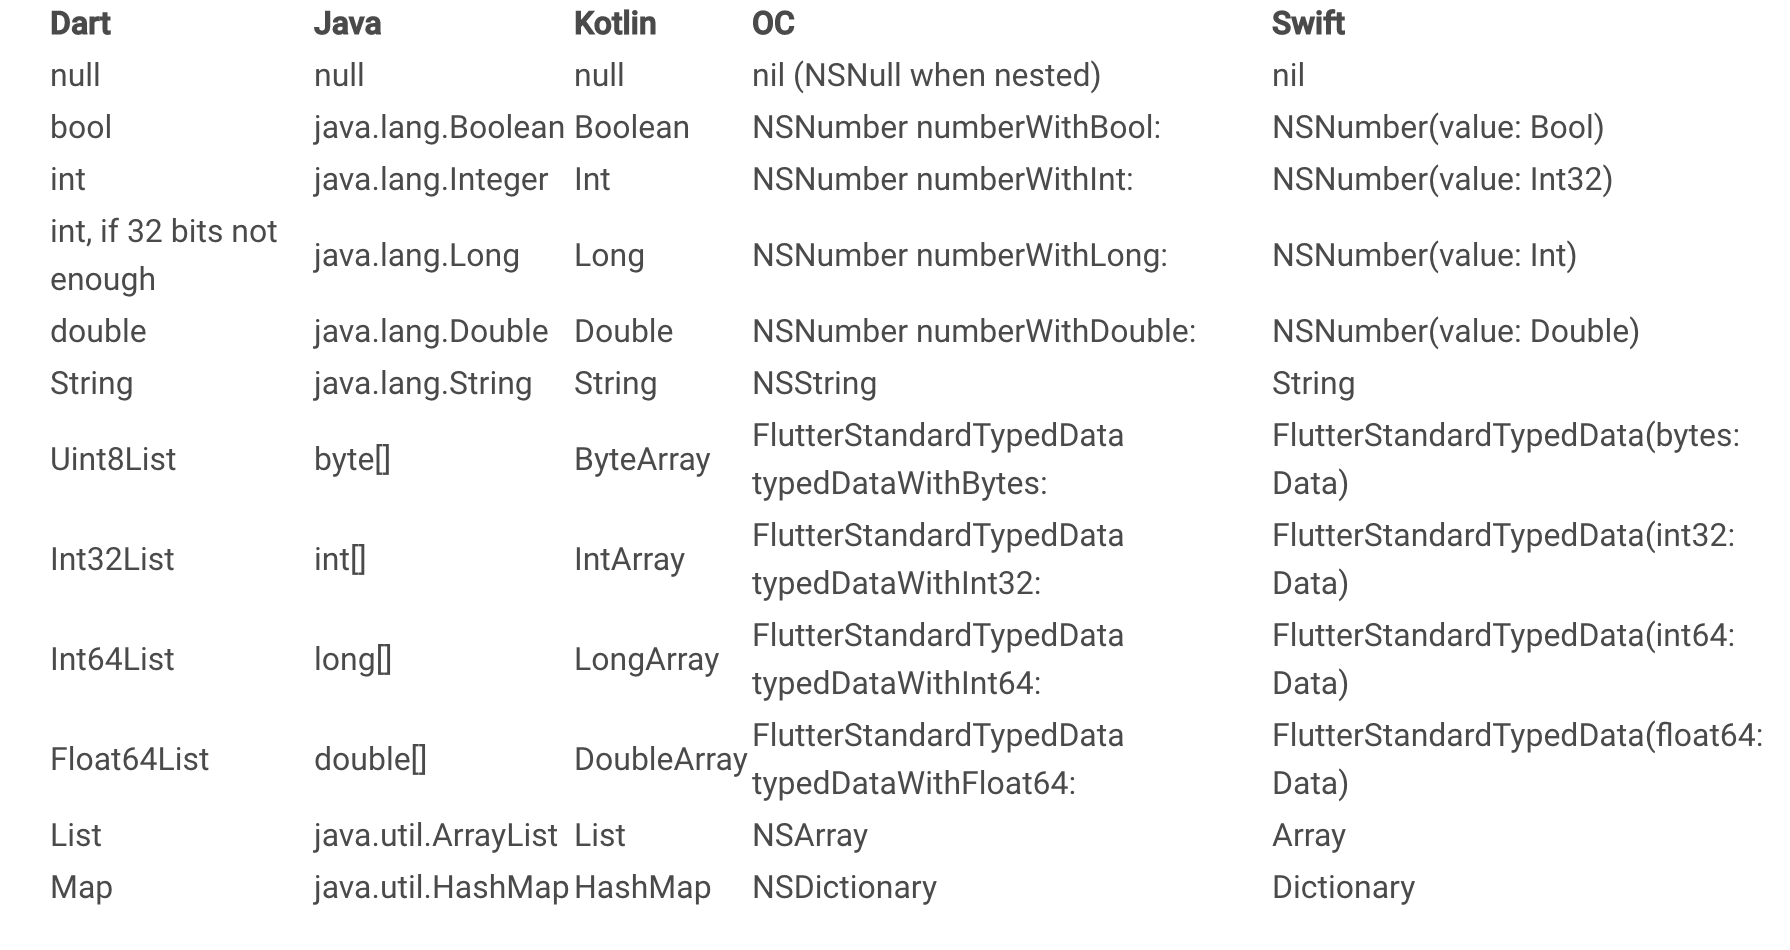 Dart Java Kotlin OC Swift
null null null nil (NSNull when nested) nil
bool java.lang.Boolean Boolean NSNumber numberWithBool: NSNumber(value: Bool)
int java.lang.Integer Int NSNumber numberWithInt: NSNumber(value: Int32)
int, if 32 bits not
enough java.lang.Long Long NSNumber numberWithLong: NSNumber(value: Int)
double java.lang.Double Double NSNumber numberWithDouble: NSNumber(value: Double)
String java.lang.String String NSString String
Uint8List byte[] ByteArray FlutterStandardTypedData FlutterStandardTypedData(bytes:
typedDataWithBytes: Data)
Int32List int[] IntArray FlutterStandardTypedData FlutterStandardTypedData(int32:
typedDataWithInt32: Data)
Int64List long[] LongArray FlutterStandardTypedData FlutterStandardTypedData(int64:
typedDataWithInt64: Data)
Float64List double[] DoubleArray FlutterStandardTypedData FlutterStandardTypedData(float64:
typedDataWithFloat64: Data)
List java.util.ArrayList List NSArray Array
Map java.util.HashMap HashMap NSDictionary Dictionary